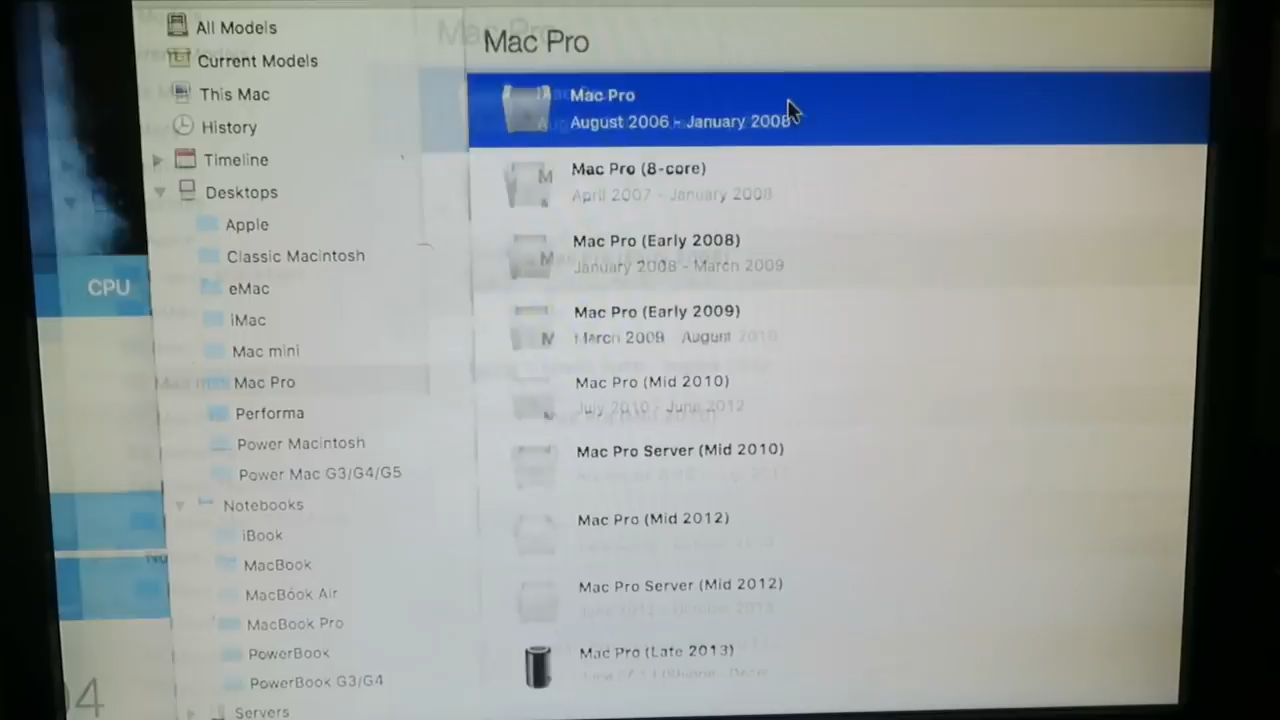 All Models
Current Models
This Mac
History
Timeline
Desktops
Apple
Classic Macintosh
eMac
iMac
Mac mini
Mac Pro
Performa
Power Macintosh
Power Mac G3/G4/G5
Notebooks
iBook
MacBook
MacBook Air
MacBook Pro
PowerBook
PowerBook G3/G4
Servers
CPU
Mac Pro
Mac Pro
August 2006 - January 2008
Mac Pro (8-core)
April 2007 - January 2008
Mac Pro (Early 2008)
January 2008 - March 2009
Mac Pro (Early 2009)
March 2009 August 2010
Mac Pro (Mid 2010)
July 2010 - June 2012
Mac Pro Server (Mid 2010)
Mac Pro (Mid 2012)
Mac Pro Server (Mid 2012)
Mac Pro (Late 2013)